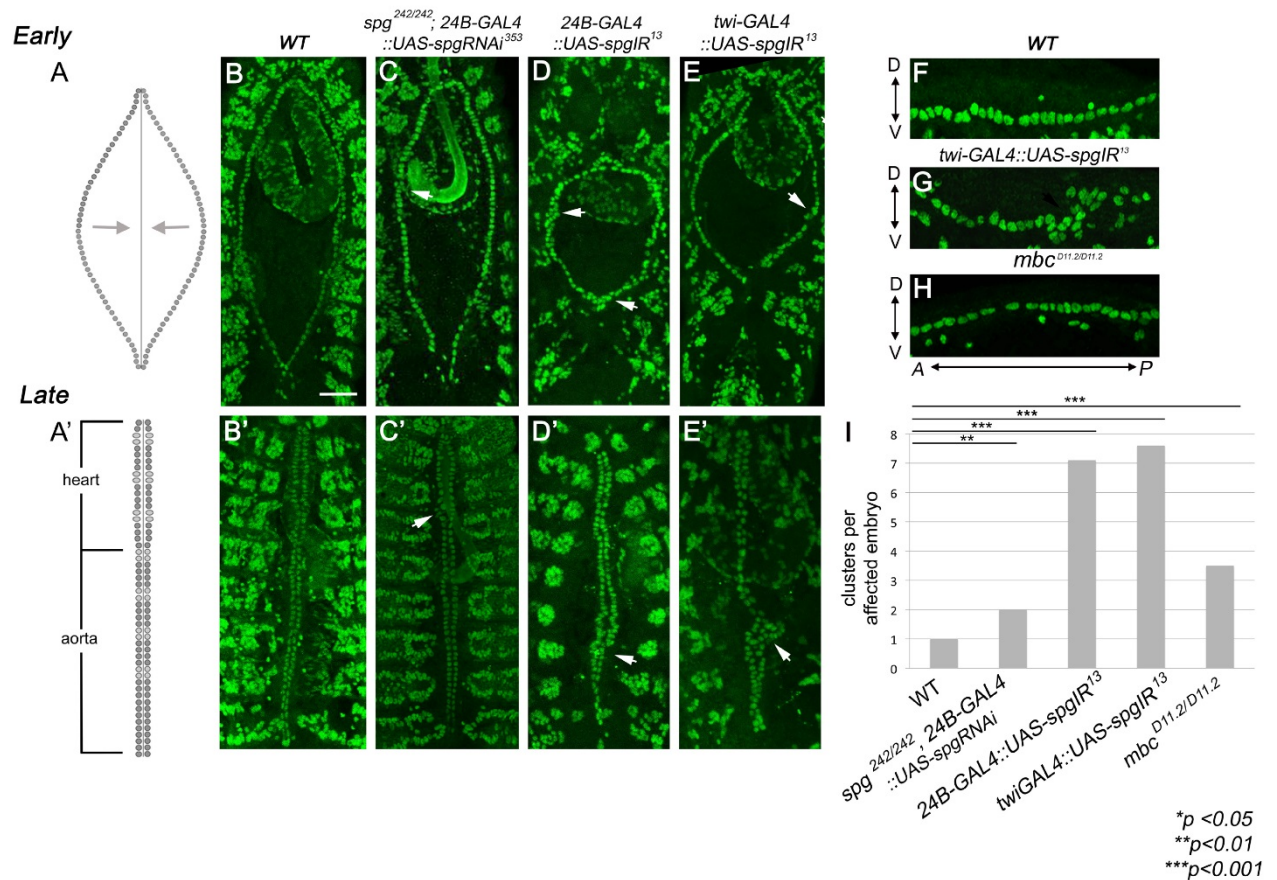 Early
WT
spg242/242; 24B-GAL4
::UAS-spgRNAi353
24B-GAL4
::UAS-spgIR13
twi-GAL4
::UAS-spgIR13
A
B
C
D
E
WT
D
F
V
twi-GAL4::UAS-spgIR13
D
G
V
mbcD11.2/D11.2
D
H
V
A
P
Late
A'
B'
C'
D'
E'
heart
aorta
I
***
***
***
**
clusters per
affected embryo
8
7
6
5
4
3
2
1
0
WT
spg242/242, 24B-GAL4
::UAS-spgRNAi
24B-GAL4::UAS-spgIR13
twiGAL4::UAS-spgIR13
mbcD11.2/D11.2
*p <0.05
**p<0.01
***p<0.001